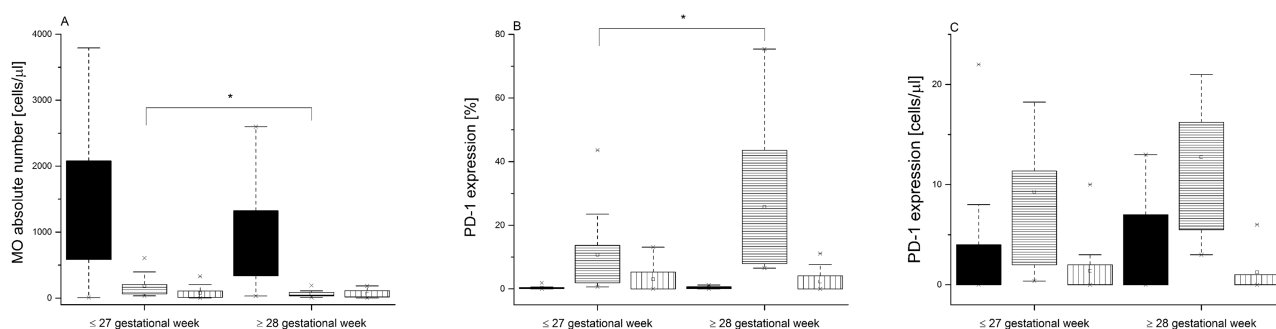 A
MO absolute number [cells/μl]
4000
3000
2000
1000
0
*
≤ 27 gestational week
≥ 28 gestational week
B
PD-1 expression [%]
80
60
40
20
0
*
≤ 27 gestational week
≥ 28 gestational week
C
PD-1 expression [cells/μl]
20
10
0
≤ 27 gestational week
≥ 28 gestational week